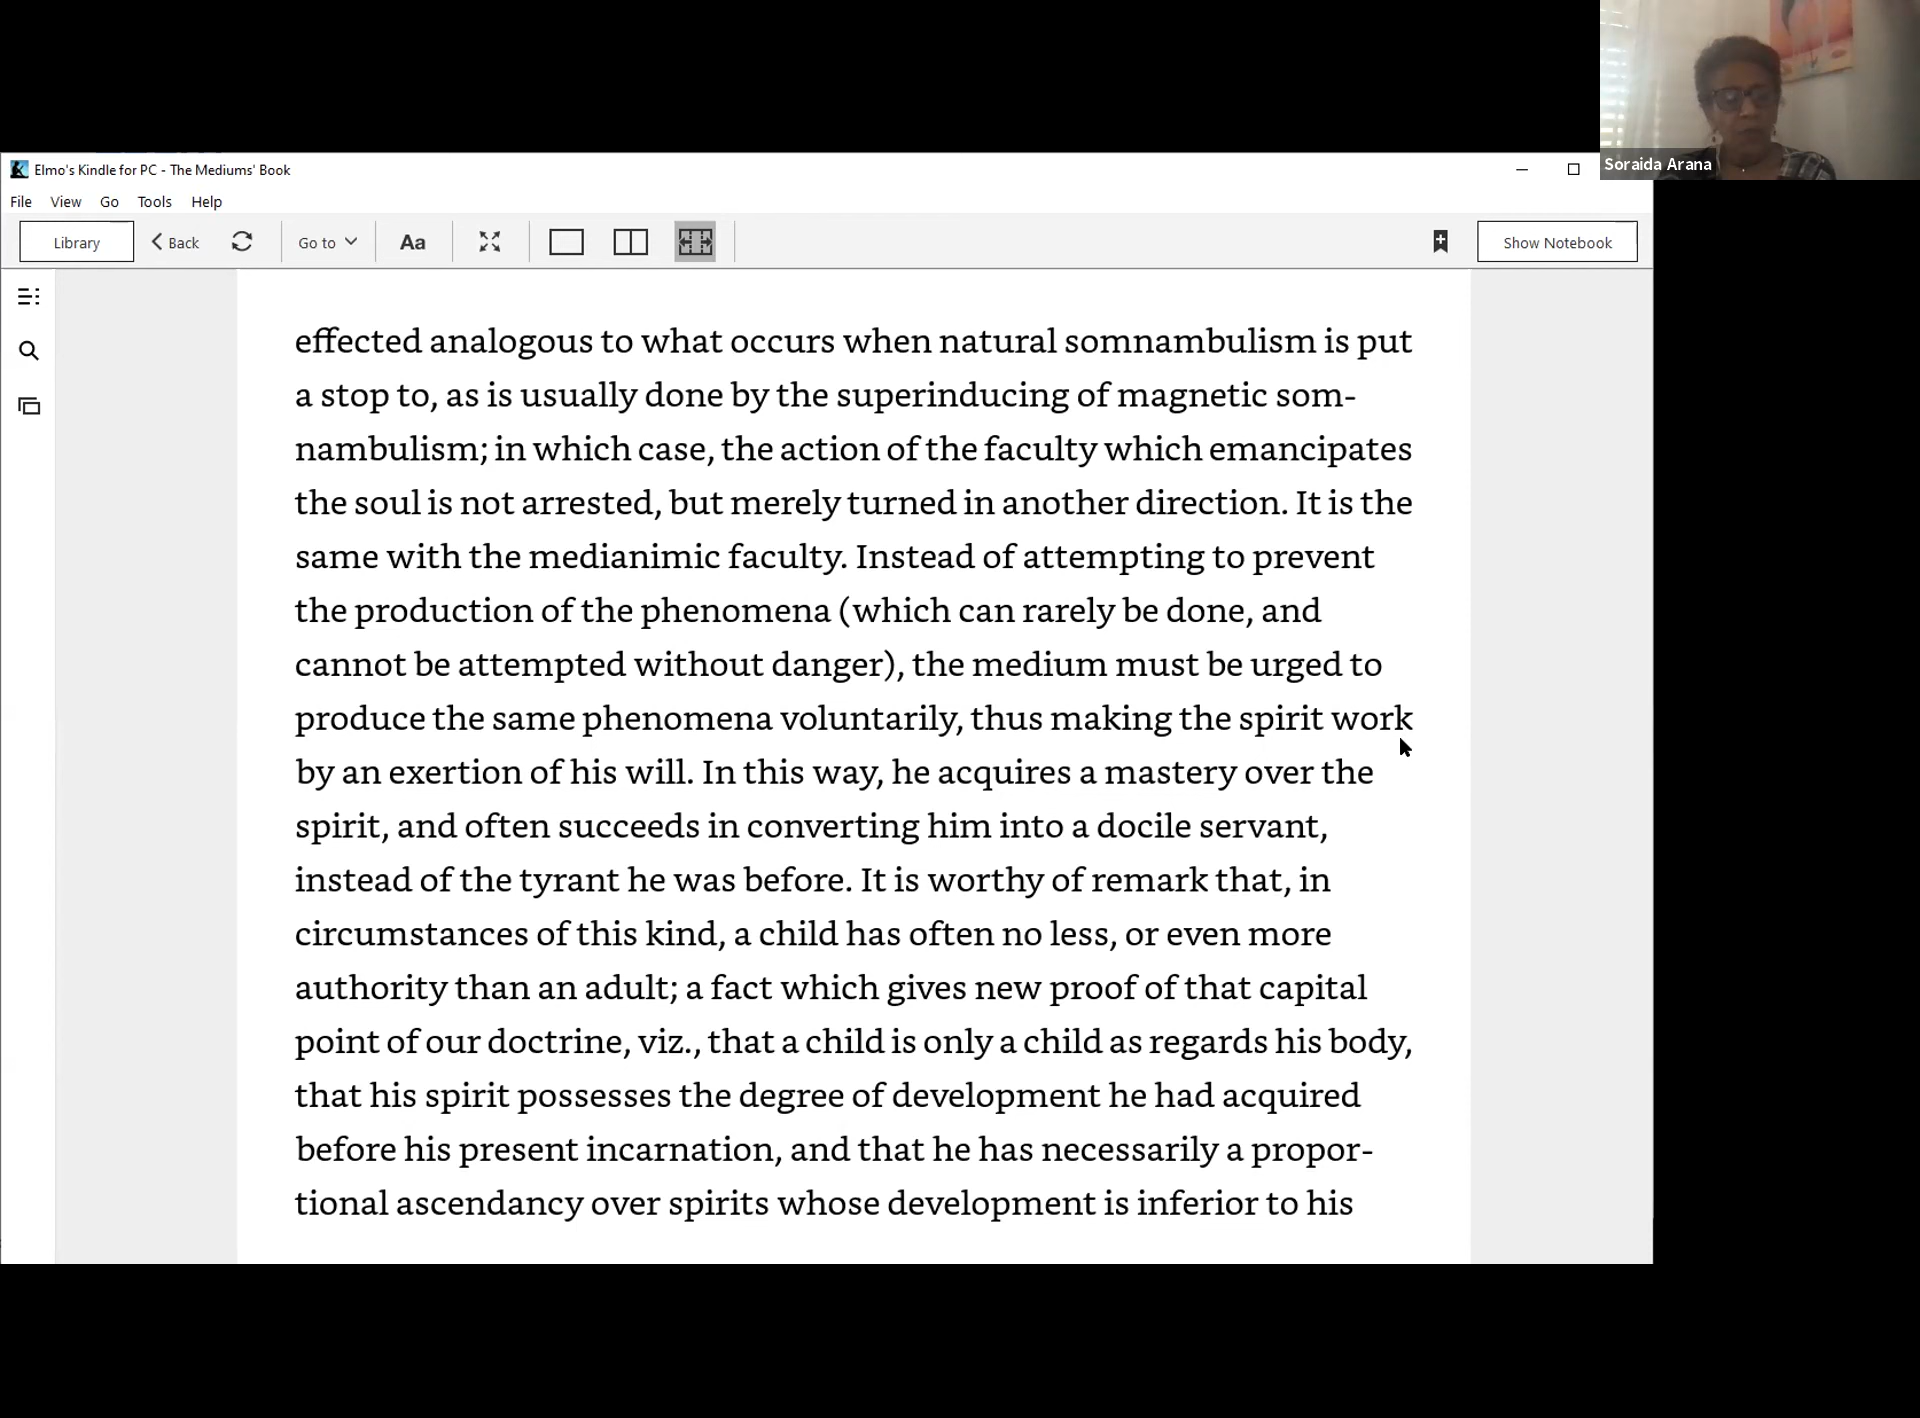 Soraida Arana
Elmo's Kindle for PC - The Mediums' Book
File View Go Tools Help
Library Back Go to Aa Show Notebook
effected analogous to what occurs when natural somnambulism is put
a stop to, as is usually done by the superinducing of magnetic som-
nambulism; in which case, the action of the faculty which emancipates
the soul is not arrested, but merely turned in another direction. It is the
same with the medianimic faculty. Instead of attempting to prevent
the production of the phenomena (which can rarely be done, and
cannot be attempted without danger), the medium must be urged to
produce the same phenomena voluntarily, thus making the spirit work
by an exertion of his will. In this way, he acquires a mastery over the
spirit, and often succeeds in converting him into a docile servant,
instead of the tyrant he was before. It is worthy of remark that, in
circumstances of this kind, a child has often no less, or even more
authority than an adult; a fact which gives new proof of that capital
point of our doctrine, viz., that a child is only a child as regards his body,
that his spirit possesses the degree of development he had acquired
before his present incarnation, and that he has necessarily a propor-
tional ascendancy over spirits whose development is inferior to his